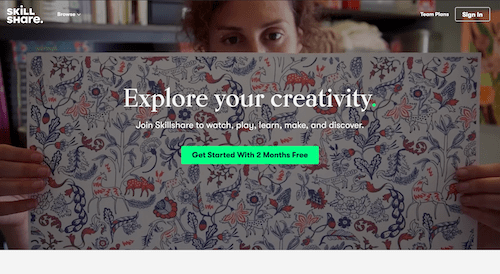 SKILL
SHARE.
Browse
Team Plans
Sign In
Explore your creativity.
Join Skillshare to watch, play, learn, make, and discover.
Get Started With 2 Months Free